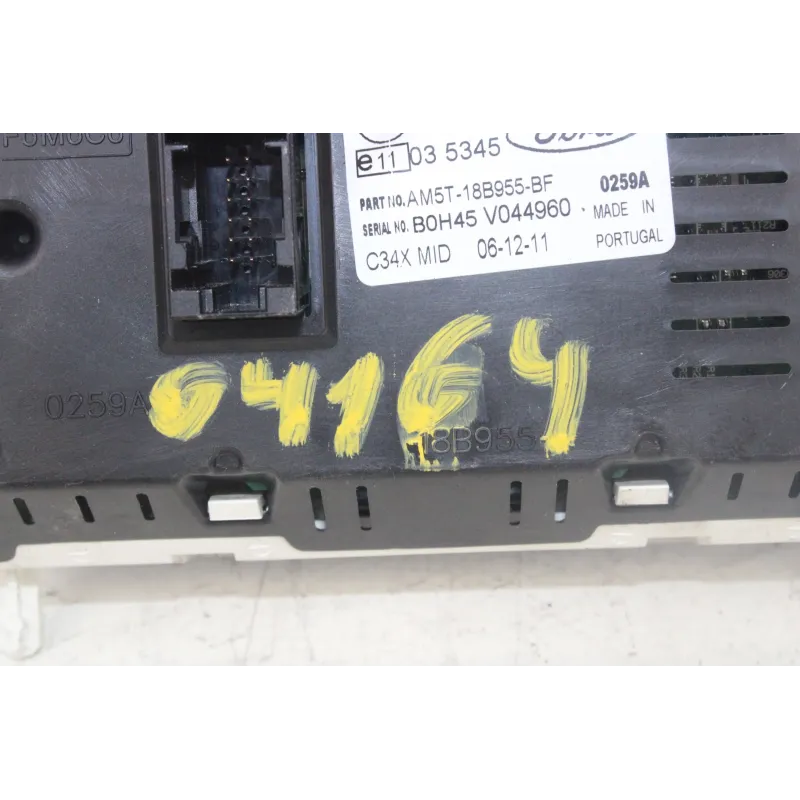 e11 03 5345
Ford
PART NO. AM5T-18B955-BF 0259A
SERIAL NO. B0H45 V044960 · MADE IN
C34X MID 06-12-11 PORTUGAL
04164
0259A
18B955